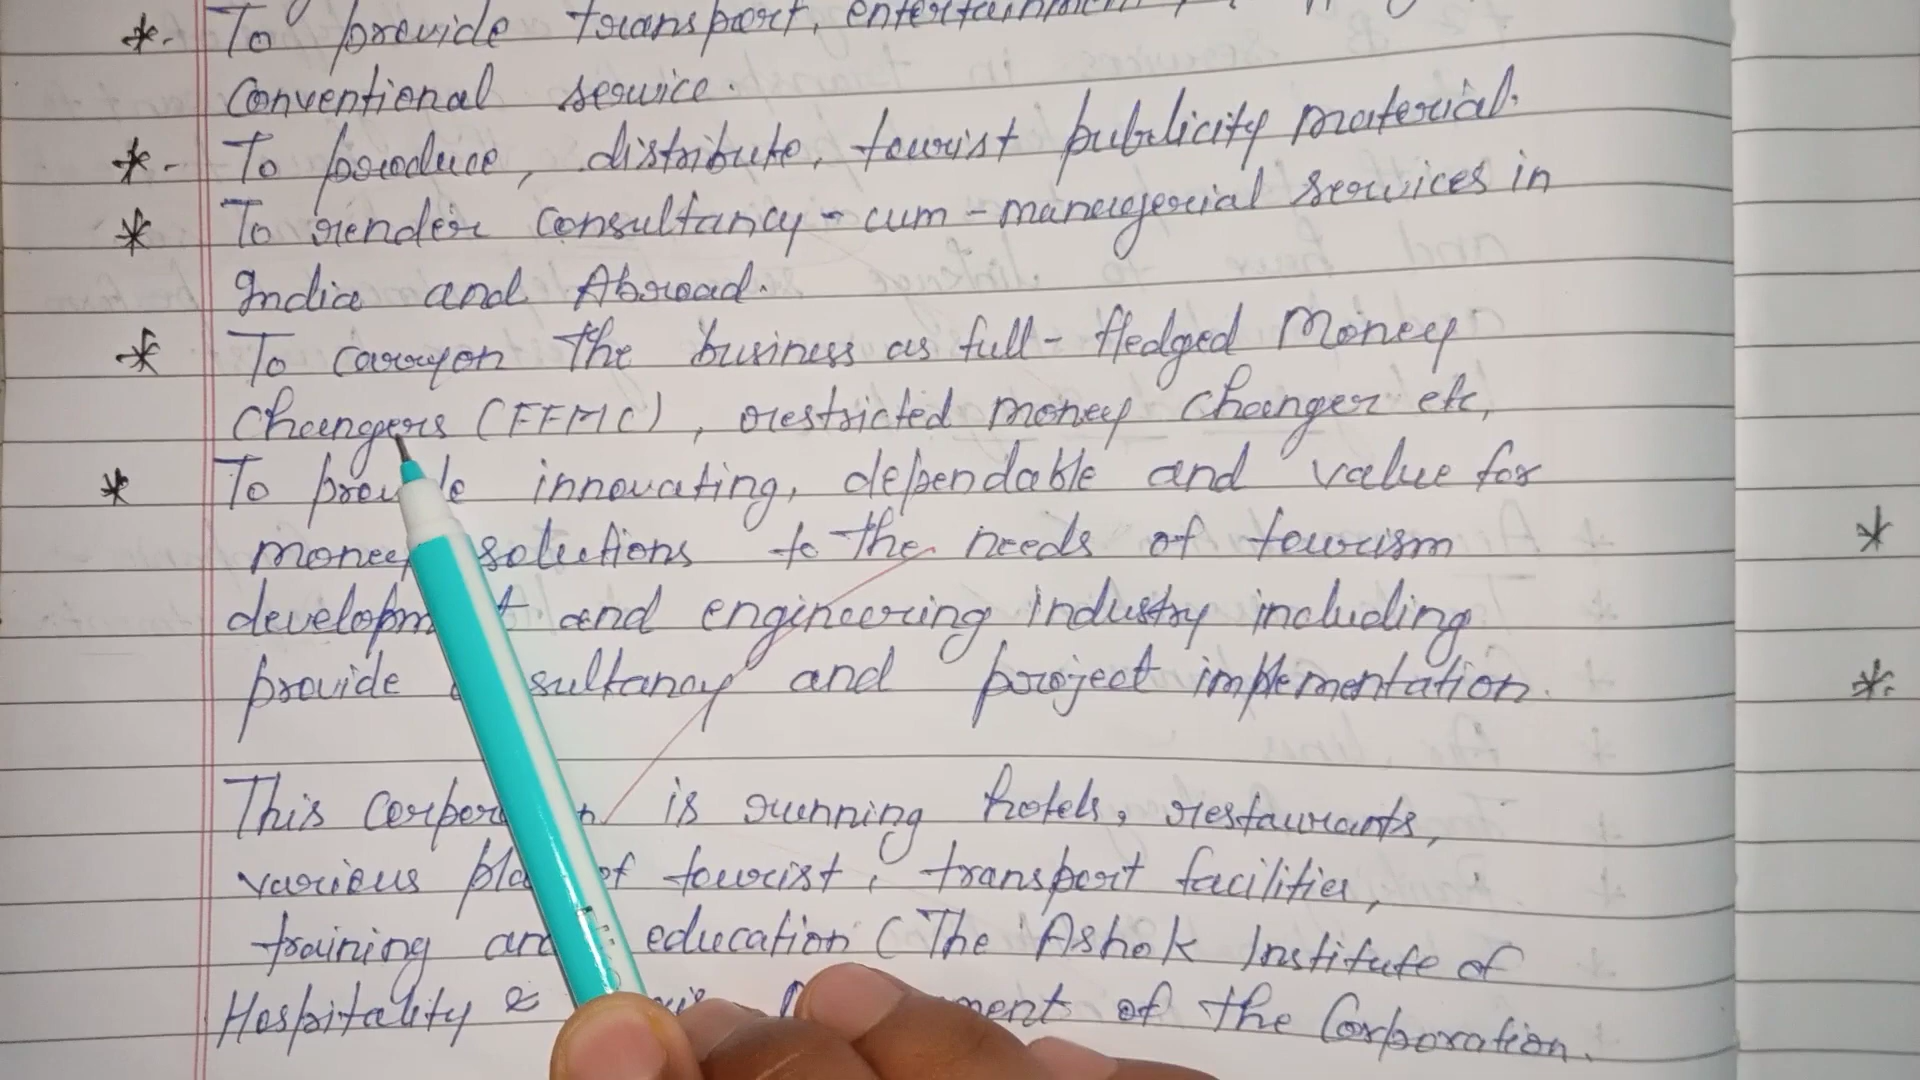 *. To provide transport, entertainment,
Conventional service.
*. To produce, distribute, tourist publicity material.
* To render Consultancy - cum - managerial services in
India and Abroad.
* To carryon the business as full - fledged Money
Changers (FFMC), restricted money changer etc,
* To provide innovating, dependable and value for
money solutions to the needs of tourism
development and engineering industry including
provide consultancy and project implementation.
This Corporation is running hotels, restaurants,
various of tourist, transport facilities,
training and education (The Ashok Institute of
Hospitality & of the Corporation.
*
*.